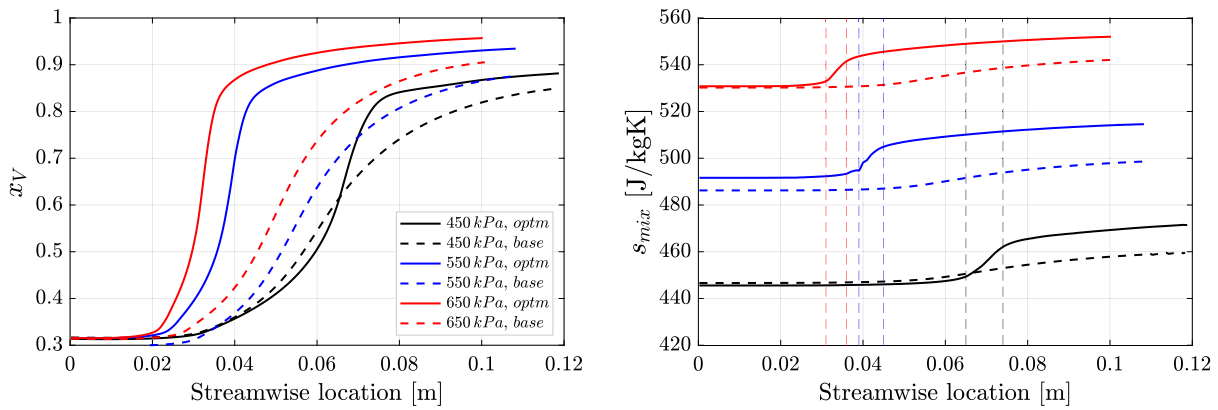 1
0.9
0.8
0.7
0.6
0.5
0.4
0.3
x_V
0 0.02 0.04 0.06 0.08 0.1 0.12
Streamwise location [m]
450 kPa, optm
450 kPa, base
550 kPa, optm
550 kPa, base
650 kPa, optm
650 kPa, base
560
540
520
500
480
460
440
420
s_mix [J/kgK]
0 0.02 0.04 0.06 0.08 0.1 0.12
Streamwise location [m]